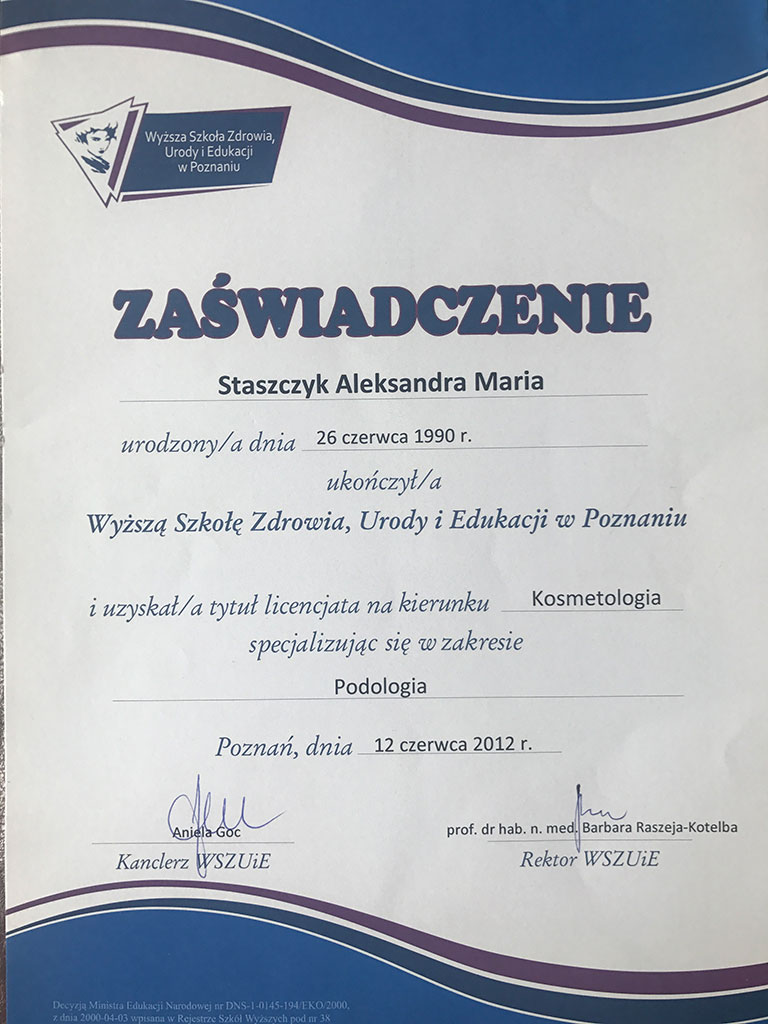 Wyższa Szkoła Zdrowia,
Urody i Edukacji
w Poznaniu
ZAŚWIADCZENIE
Staszczyk Aleksandra Maria
urodzony/a dnia 26 czerwca 1990 r.
ukończył/a
Wyższą Szkołę Zdrowia, Urody i Edukacji w Poznaniu
i uzyskał/a tytuł licencjata na kierunku Kosmetologia
specjalizując się w zakresie
Podologia
Poznań, dnia 12 czerwca 2012 r.
Aniela Goc
Kanclerz WSZUiE
prof. dr hab. n. med. Barbara Raszeja-Kotelba
Rektor WSZUiE
Decyzją Ministra Edukacji Narodowej nr DNS-1-0145-194/EKO/2000,
z dnia 2000-04-03 wpisana w Rejestrze Szkół Wyższych pod nr 38